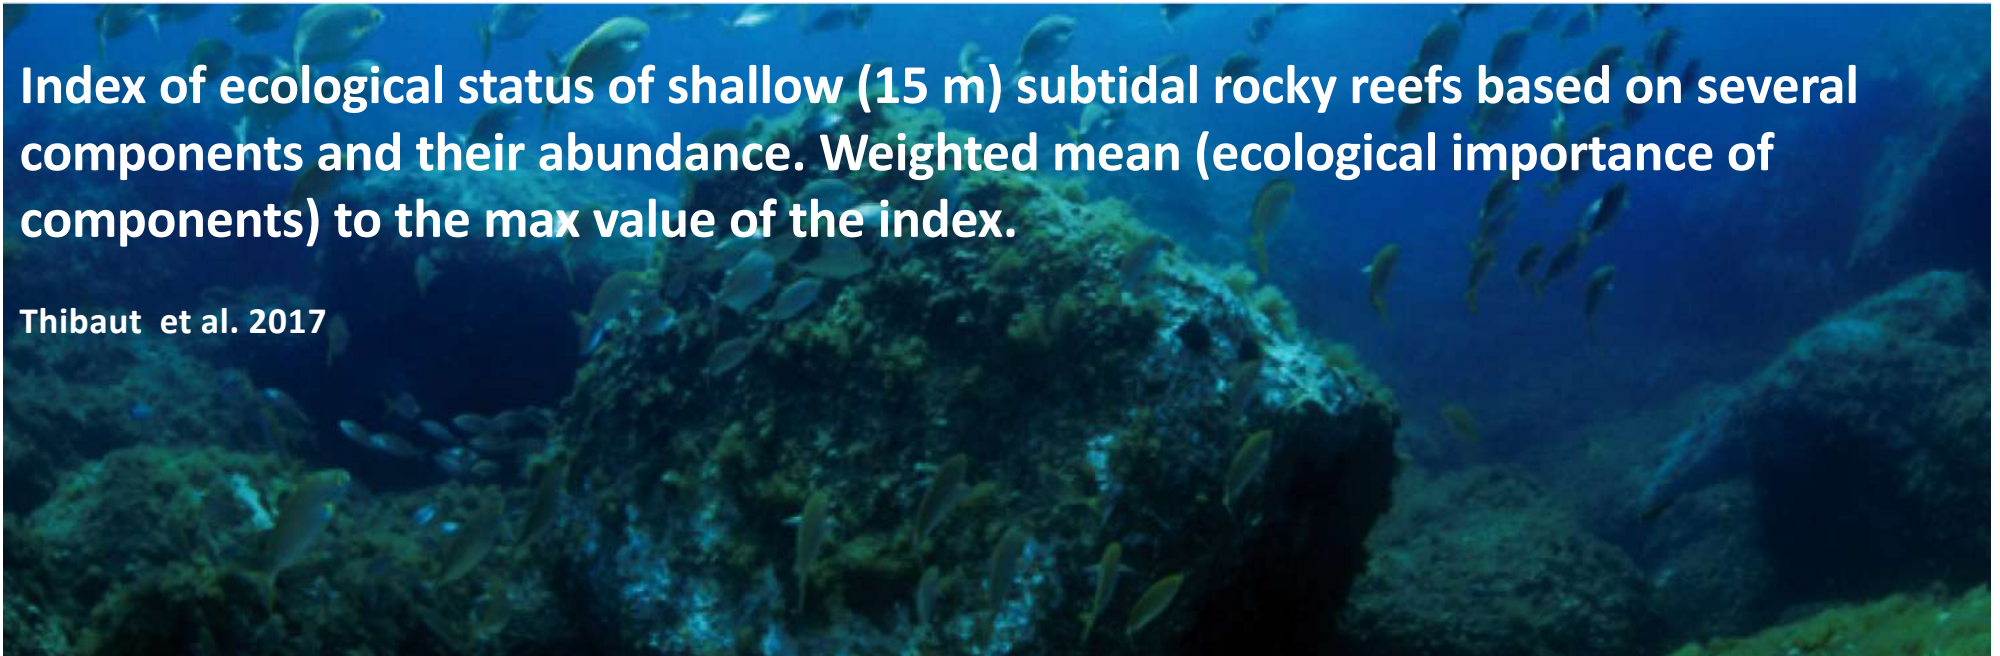 Index of ecological status of shallow (15 m) subtidal rocky reefs based on several
components and their abundance. Weighted mean (ecological importance of
components) to the max value of the index.
Thibaut et al. 2017